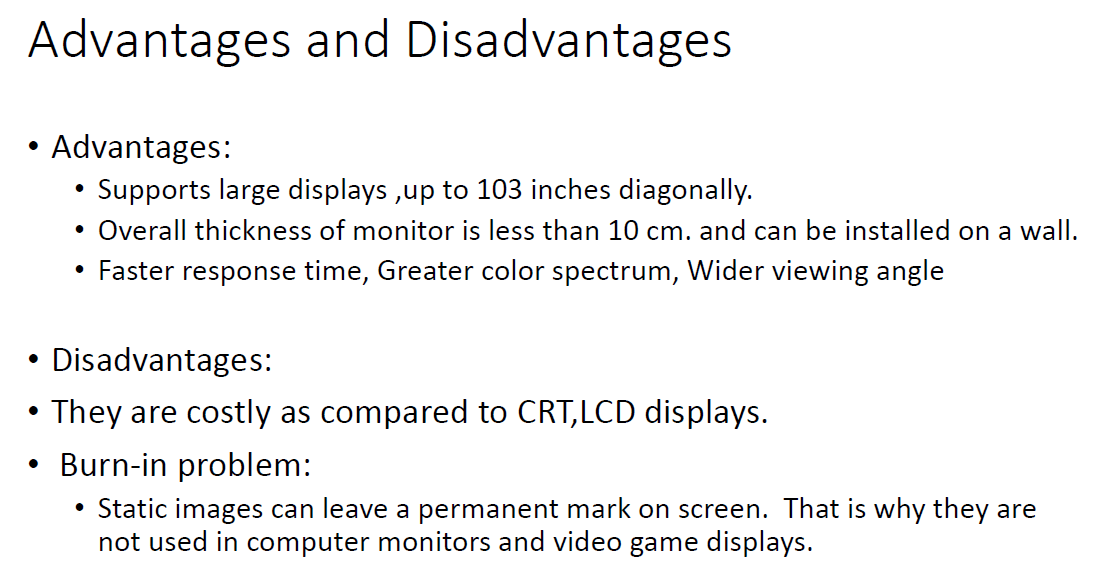 Advantages and Disadvantages
• Advantages:
• Supports large displays ,up to 103 inches diagonally.
• Overall thickness of monitor is less than 10 cm. and can be installed on a wall.
• Faster response time, Greater color spectrum, Wider viewing angle
• Disadvantages:
• They are costly as compared to CRT,LCD displays.
• Burn-in problem:
• Static images can leave a permanent mark on screen.  That is why they are
not used in computer monitors and video game displays.